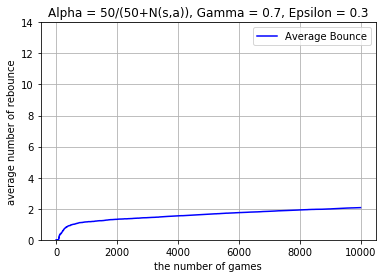 Alpha = 50/(50+N(s,a)), Gamma = 0.7, Epsilon = 0.3
Average Bounce
14
12
10
8
6
4
2
0
average number of rebounce
0 2000 4000 6000 8000 10000
the number of games